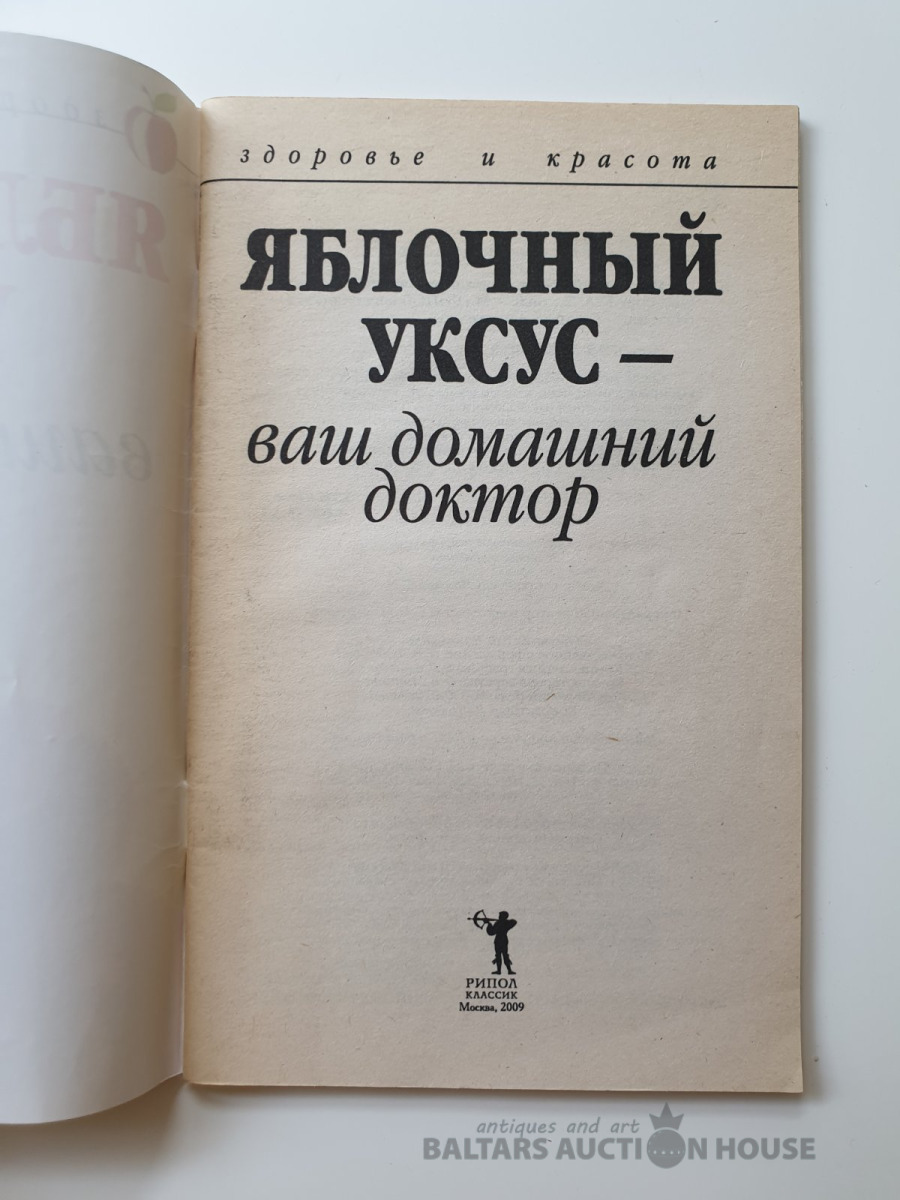 здоровье и красота
ЯБЛОЧНЫЙ
УКСУС –
ваш домашний
доктор
РИПОЛ
КЛАССИК
Москва, 2009
antiques and art
BALTARS AUCTION HOUSE